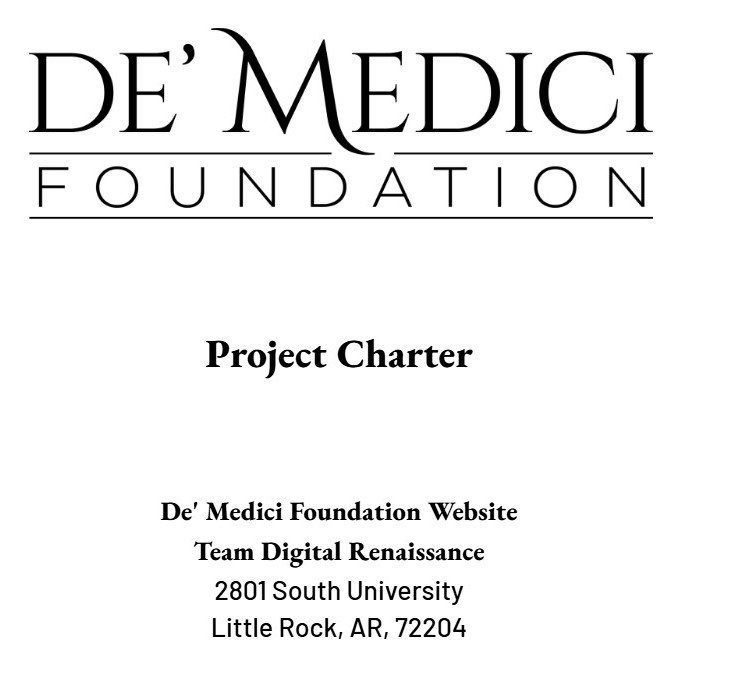 DE’ MEDICI
FOUNDATION
Project Charter
De' Medici Foundation Website
Team Digital Renaissance
2801 South University
Little Rock, AR, 72204